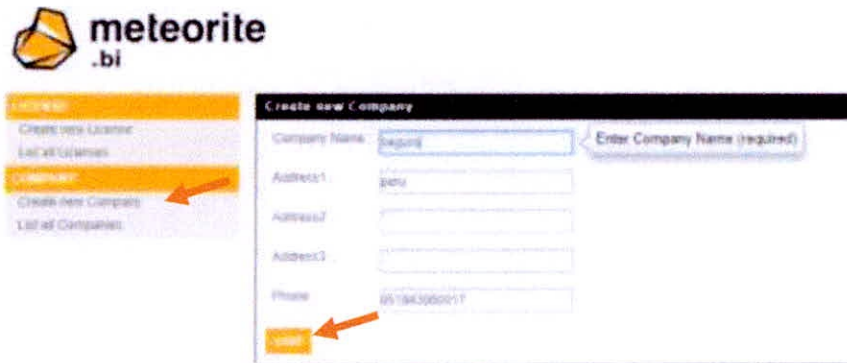 meteorite
.bi
LICENSE
Create new License
List all Licenses
COMPANY
Create new Company
List all Companies
Create new Company
Company Name
Enter Company Name (required)
Address1
peru
Address2
Address3
Phone